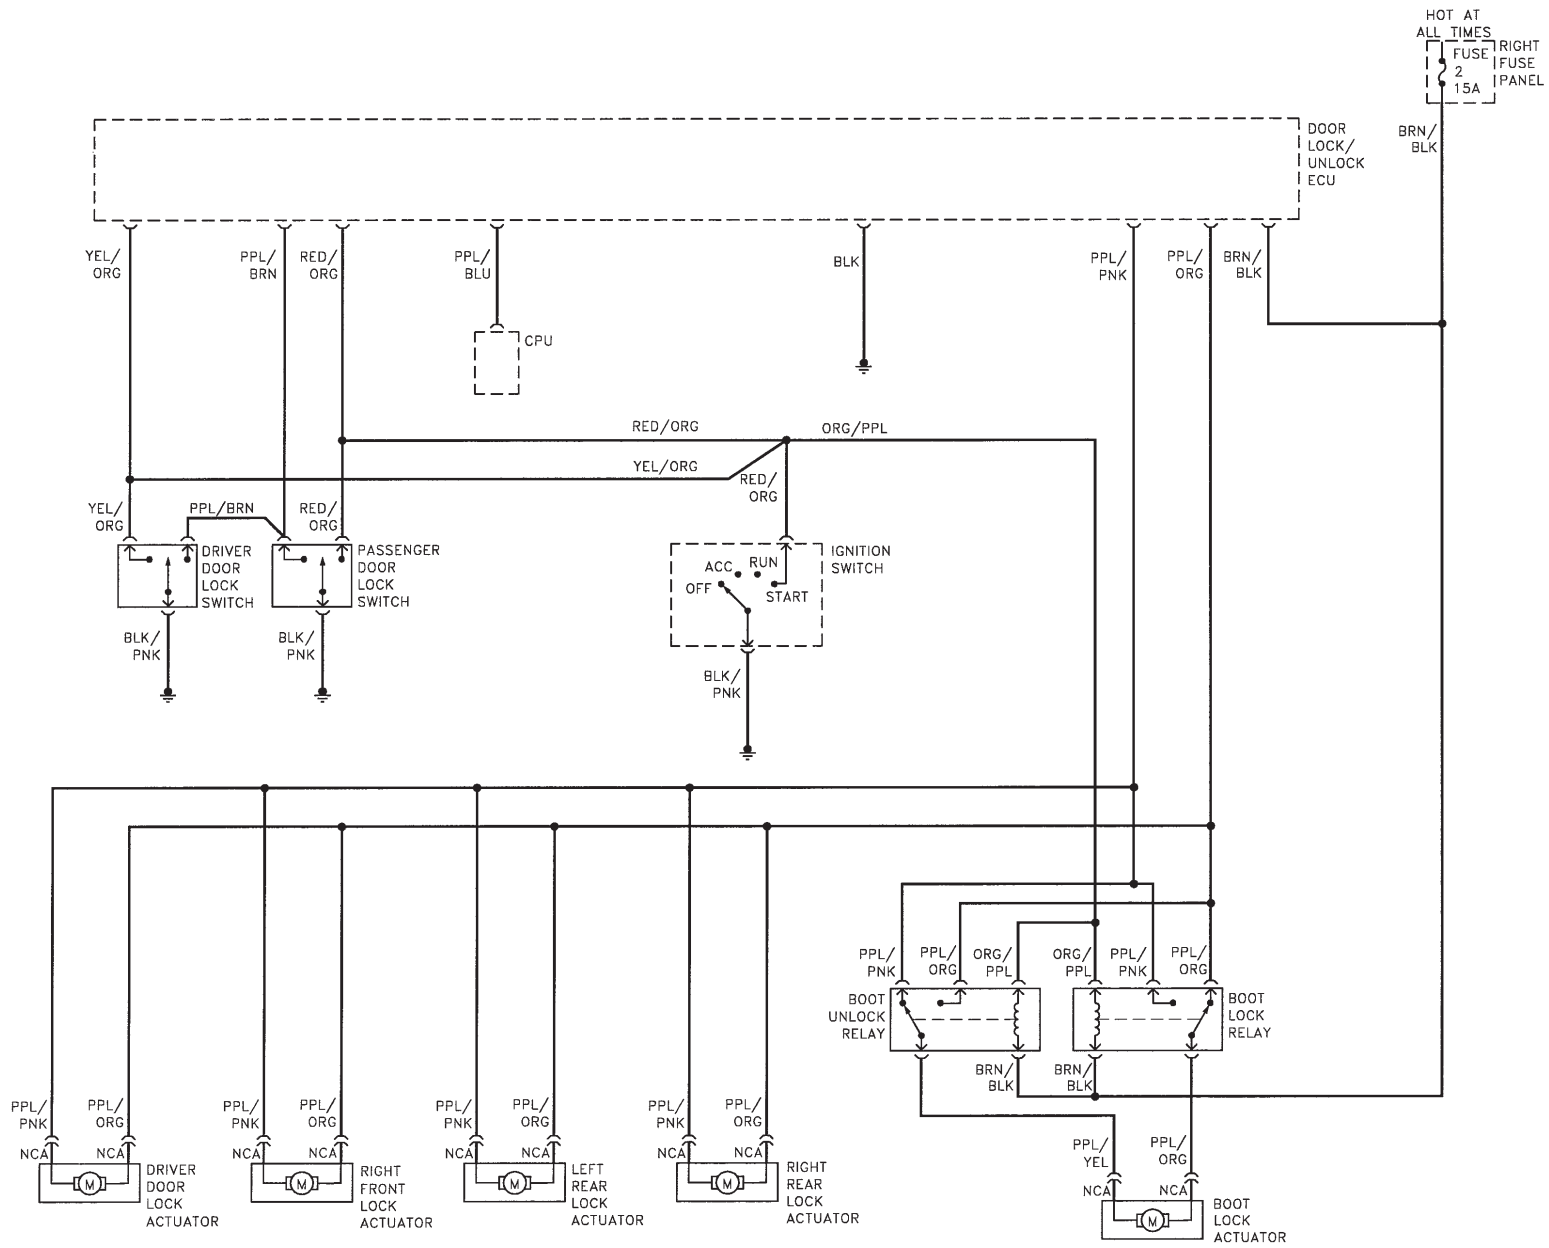 HOT AT
ALL TIMES
FUSE
2
15A
RIGHT
FUSE
PANEL
BRN/
BLK
DOOR
LOCK/
UNLOCK
ECU
YEL/
ORG
PPL/
BRN
RED/
ORG
PPL/
BLU
BLK
PPL/
PNK
PPL/
ORG
BRN/
BLK
CPU
RED/ORG
ORG/PPL
YEL/ORG
RED/
ORG
YEL/
ORG
PPL/BRN
RED/
ORG
DRIVER
DOOR
LOCK
SWITCH
PASSENGER
DOOR
LOCK
SWITCH
IGNITION
SWITCH
ACC
RUN
OFF
START
BLK/
PNK
BLK/
PNK
BLK/
PNK
PPL/
PNK
PPL/
ORG
ORG/
PPL
ORG/
PPL
PPL/
PNK
PPL/
ORG
BOOT
UNLOCK
RELAY
BOOT
LOCK
RELAY
BRN/
BLK
BRN/
BLK
PPL/
PNK
PPL/
ORG
PPL/
PNK
PPL/
ORG
PPL/
PNK
PPL/
ORG
PPL/
PNK
PPL/
ORG
NCA
NCA
NCA
NCA
NCA
NCA
NCA
NCA
M
DRIVER
DOOR
LOCK
ACTUATOR
M
RIGHT
FRONT
LOCK
ACTUATOR
M
LEFT
REAR
LOCK
ACTUATOR
M
RIGHT
REAR
LOCK
ACTUATOR
PPL/
YEL
PPL/
ORG
NCA
NCA
M
BOOT
LOCK
ACTUATOR